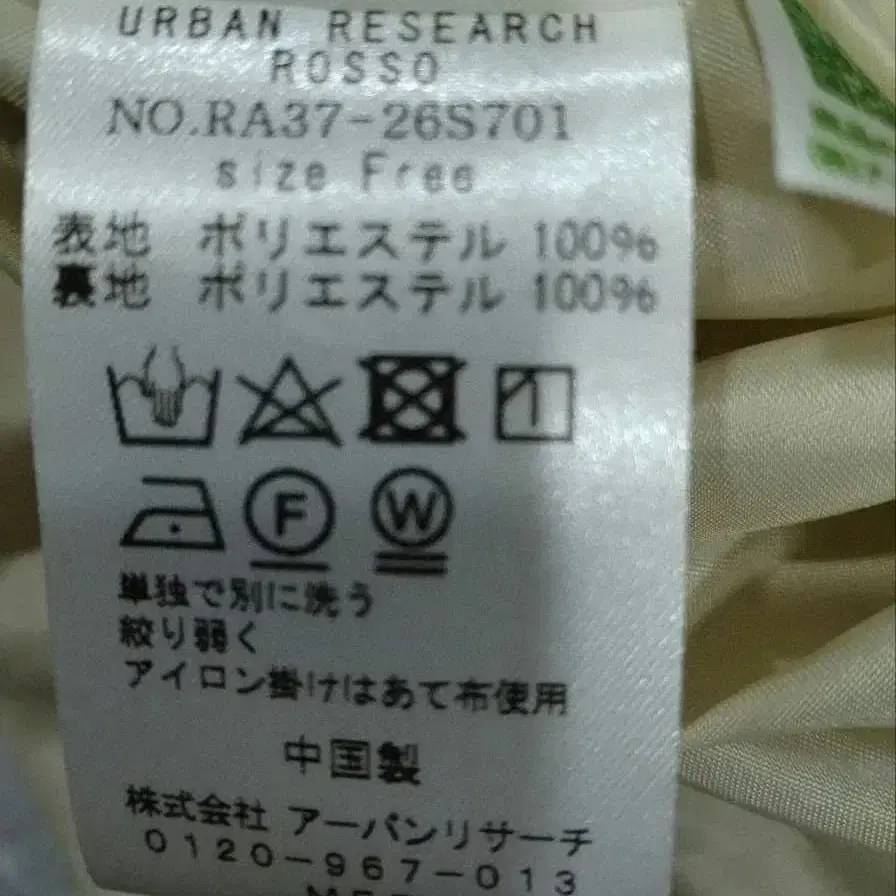 URBAN RESEARCH
ROSSO
NO.RA37-26S701
size Free
表地 ポリエステル 100%
裏地 ポリエステル 100%
F W
単独で別に洗う
絞り弱く
アイロン掛けはあて布使用
中国製
株式会社 アーバンリサーチ
0120-967-013